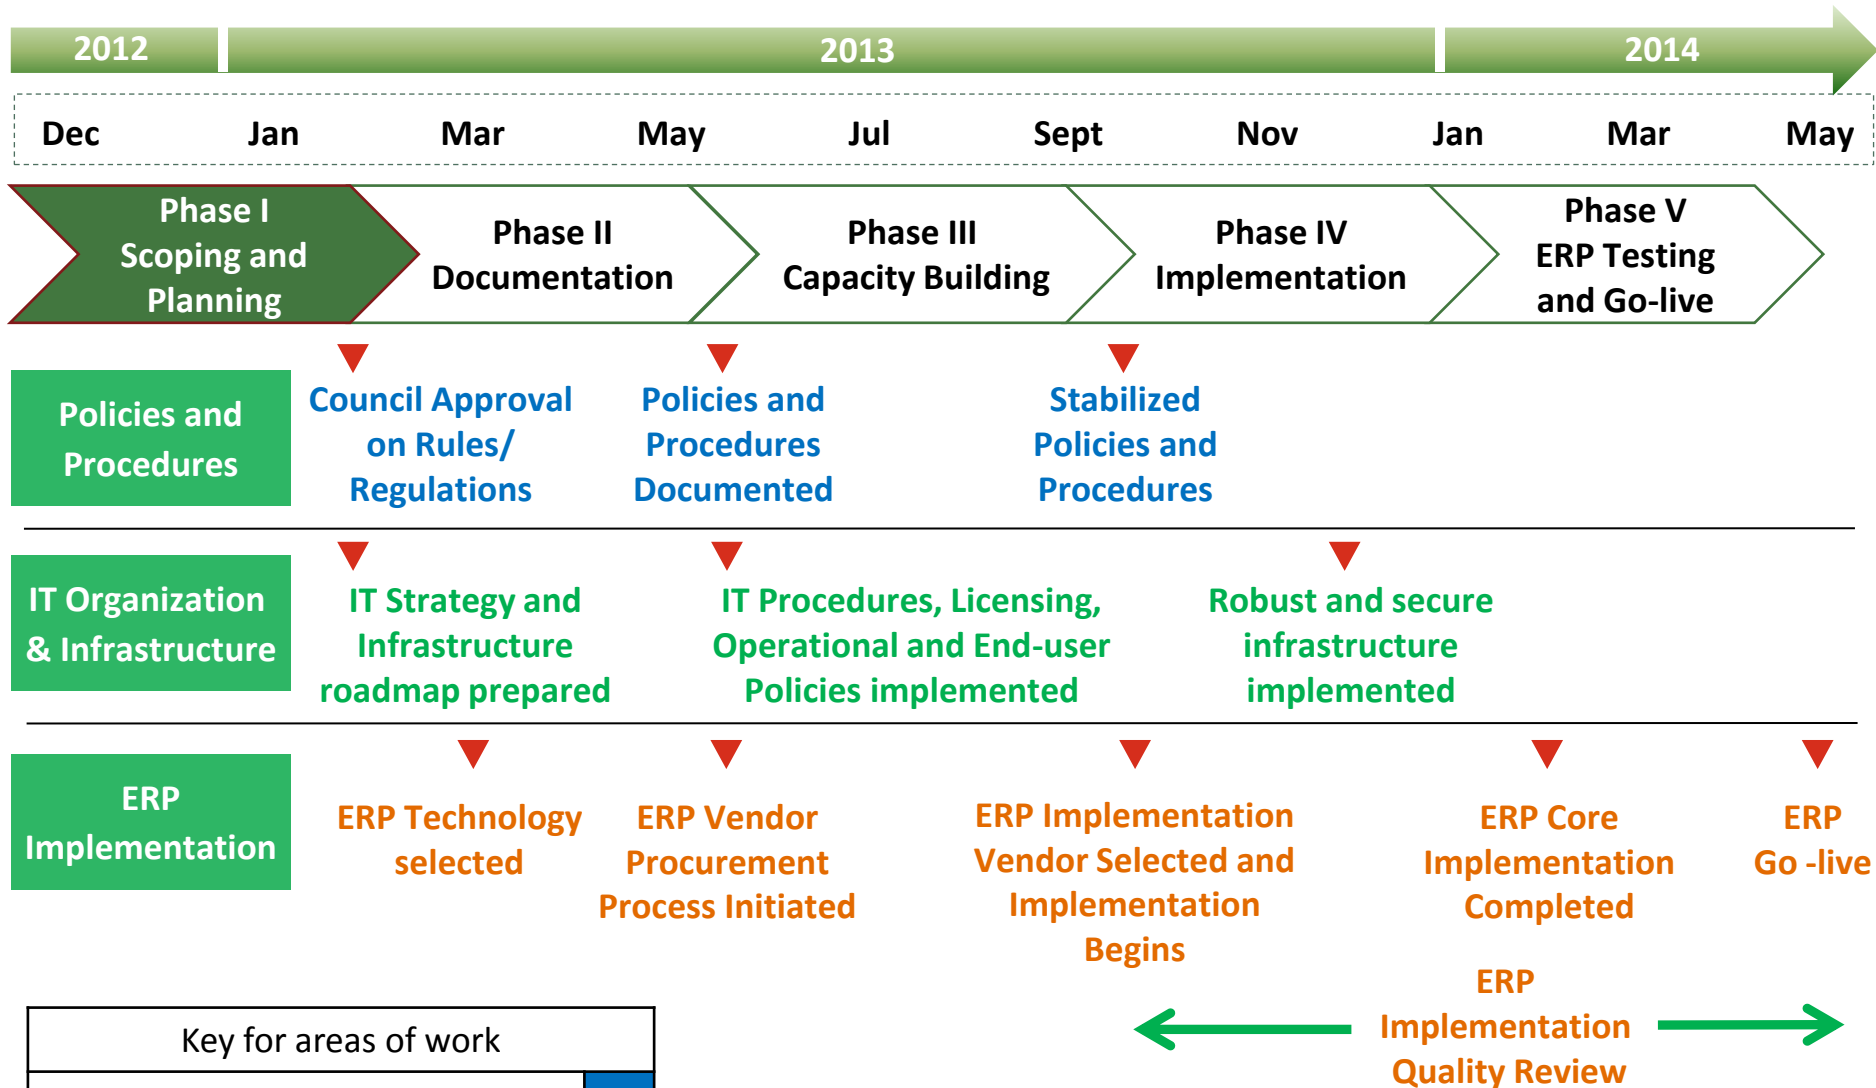 2012 2013 2014
Dec Jan Mar May Jul Sept Nov Jan Mar May
Phase I
Scoping and
Planning
Phase II
Documentation
Phase III
Capacity Building
Phase IV
Implementation
Phase V
ERP Testing
and Go-live
Policies and
Procedures
Council Approval
on Rules/
Regulations
Policies and
Procedures
Documented
Stabilized
Policies and
Procedures
IT Organization
& Infrastructure
IT Strategy and
Infrastructure
roadmap prepared
IT Procedures, Licensing,
Operational and End-user
Policies implemented
Robust and secure
infrastructure
implemented
ERP
Implementation
ERP Technology
selected
ERP Vendor
Procurement
Process Initiated
ERP Implementation
Vendor Selected and
Implementation
Begins
ERP Core
Implementation
Completed
ERP
Go -live
ERP
Implementation
Quality Review
Key for areas of work